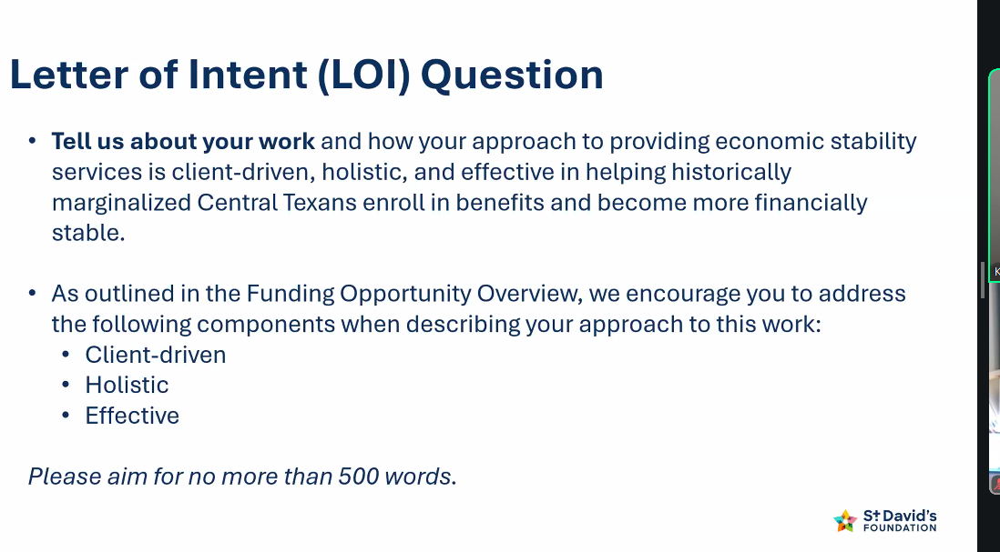 Letter of Intent (LOI) Question
• Tell us about your work and how your approach to providing economic stability
services is client-driven, holistic, and effective in helping historically
marginalized Central Texans enroll in benefits and become more financially
stable.
• As outlined in the Funding Opportunity Overview, we encourage you to address
the following components when describing your approach to this work:
• Client-driven
• Holistic
• Effective
Please aim for no more than 500 words.
St David's
FOUNDATION
K